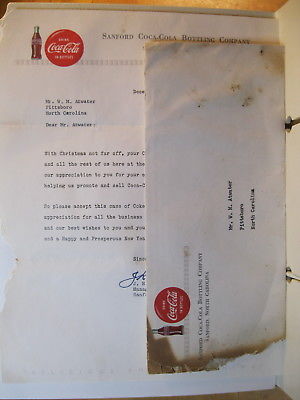 DRINK
Coca-Cola
IN BOTTLES
SANFORD COCA-COLA BOTTLING COMPANY
Mr. W. M. Atwater
Pittsboro
North Carolina
Dear Mr. Atwater:
With Christmas not far off, your C
and all the rest of us here at the
our appreciation to you for your e
helping us promote and sell Coca-C
So please accept this case of Coke
appreciation for all the business
and our best wishes to you and you
and a Happy and Prosperous New Year
Sinc
Mana
Sanf
Mr. W. M. Atwater
Pittsboro
North Carolina
DRINK
Coca-Cola
SANFORD COCA-COLA BOTTLING COMPANY
SANFORD, NORTH CAROLINA